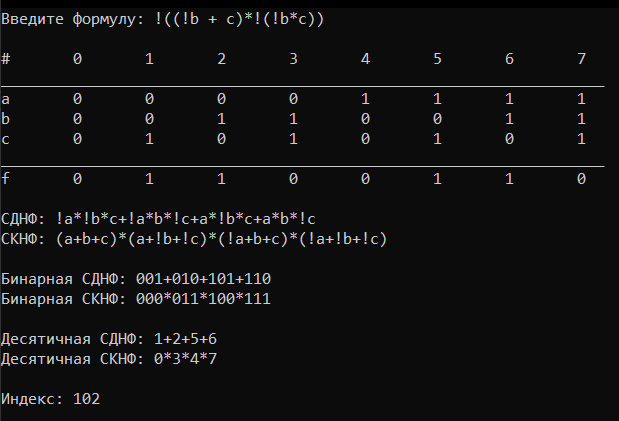 Введите формулу: !((!b + c)*!(!b*c))
# 0 1 2 3 4 5 6 7
a 0 0 0 0 1 1 1 1
b 0 0 1 1 0 0 1 1
c 0 1 0 1 0 1 0 1
f 0 1 1 0 0 1 1 0
СДНФ: !a*!b*c+!a*b*!c+a*!b*c+a*b*!c
СКНФ: (a+b+c)*(a+!b+!c)*(!a+b+c)*(!a+!b+!c)
Бинарная СДНФ: 001+010+101+110
Бинарная СКНФ: 000*011*100*111
Десятичная СДНФ: 1+2+5+6
Десятичная СКНФ: 0*3*4*7
Индекс: 102